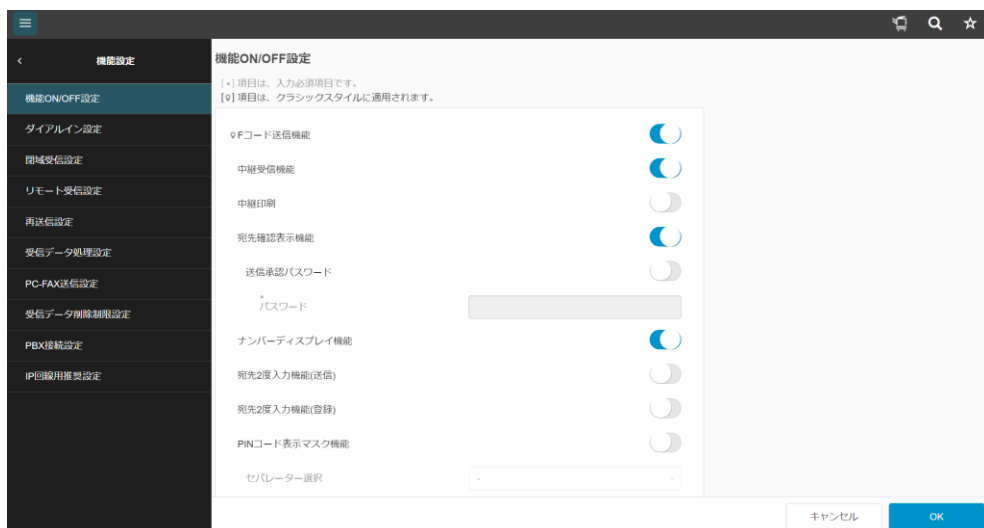 機能設定
機能ON/OFF設定
ダイアルイン設定
閉域受信設定
リモート受信設定
再送信設定
受信データ処理設定
PC-FAX送信設定
受信データ削除制限設定
PBX接続設定
IP回線用推奨設定
機能ON/OFF設定
[*] 項目は、入力必須項目です。
[♀] 項目は、クラシックスタイルに適用されます。
♀Fコード送信機能
中継受信機能
中継印刷
宛先確認表示機能
送信承認パスワード
*
パスワード
ナンバーディスプレイ機能
宛先2度入力機能(送信)
宛先2度入力機能(登録)
PINコード表示マスク機能
セパレーター選択
-
キャンセル
OK